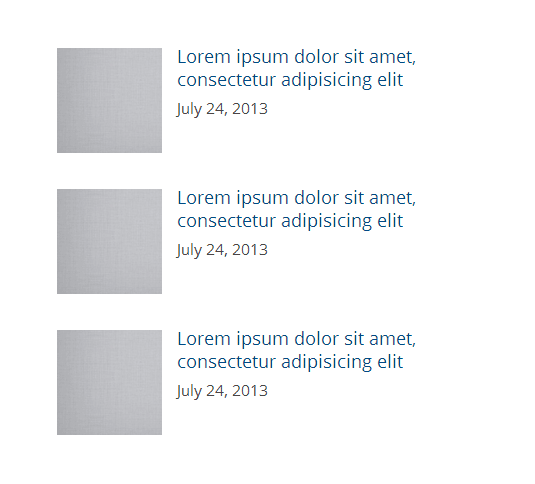 Lorem ipsum dolor sit amet,
consectetur adipisicing elit
July 24, 2013
Lorem ipsum dolor sit amet,
consectetur adipisicing elit
July 24, 2013
Lorem ipsum dolor sit amet,
consectetur adipisicing elit
July 24, 2013